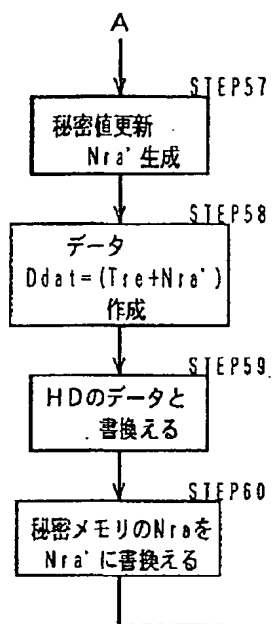 A
STEP57
秘密値更新
Nra'生成
STEP58
データ
Ddat=(Tre+Nra')
作成
STEP59
HDのデータと
書換える
STEP60
秘密メモリのNraを
Nra'に書換える